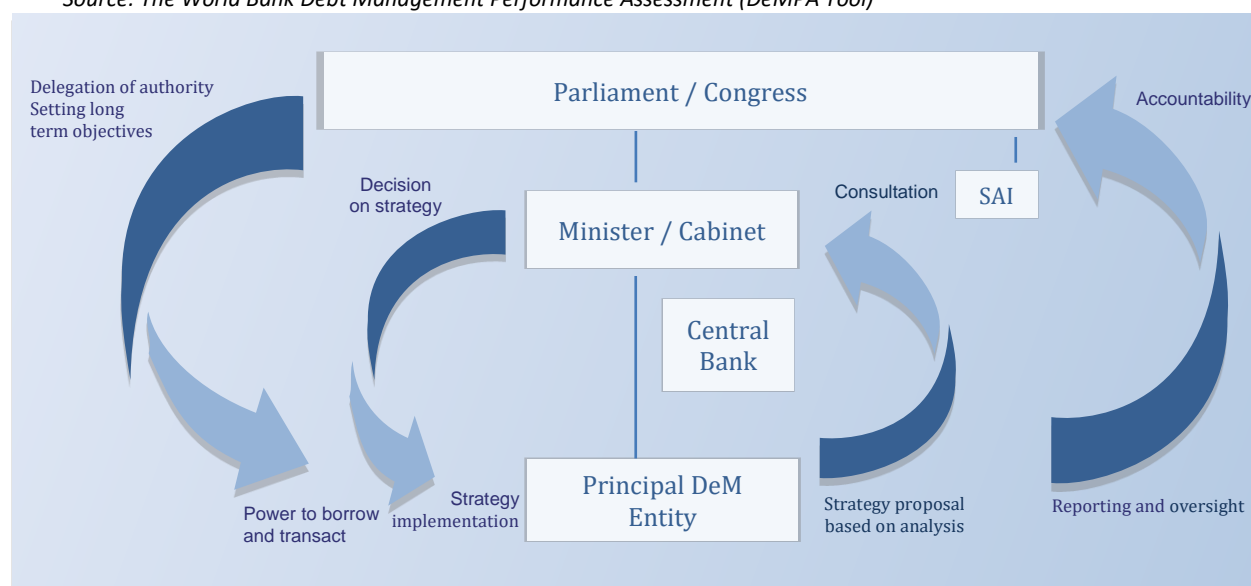 Source: The World Bank Debt Management Performance Assessment (DeMPA Tool)
Delegation of authority
Setting long
term objectives
Parliament / Congress
Accountability
Decision
on strategy
Consultation
SAI
Minister / Cabinet
Central
Bank
Principal DeM
Entity
Power to borrow
and transact
Strategy
implementation
Strategy proposal
based on analysis
Reporting and oversight